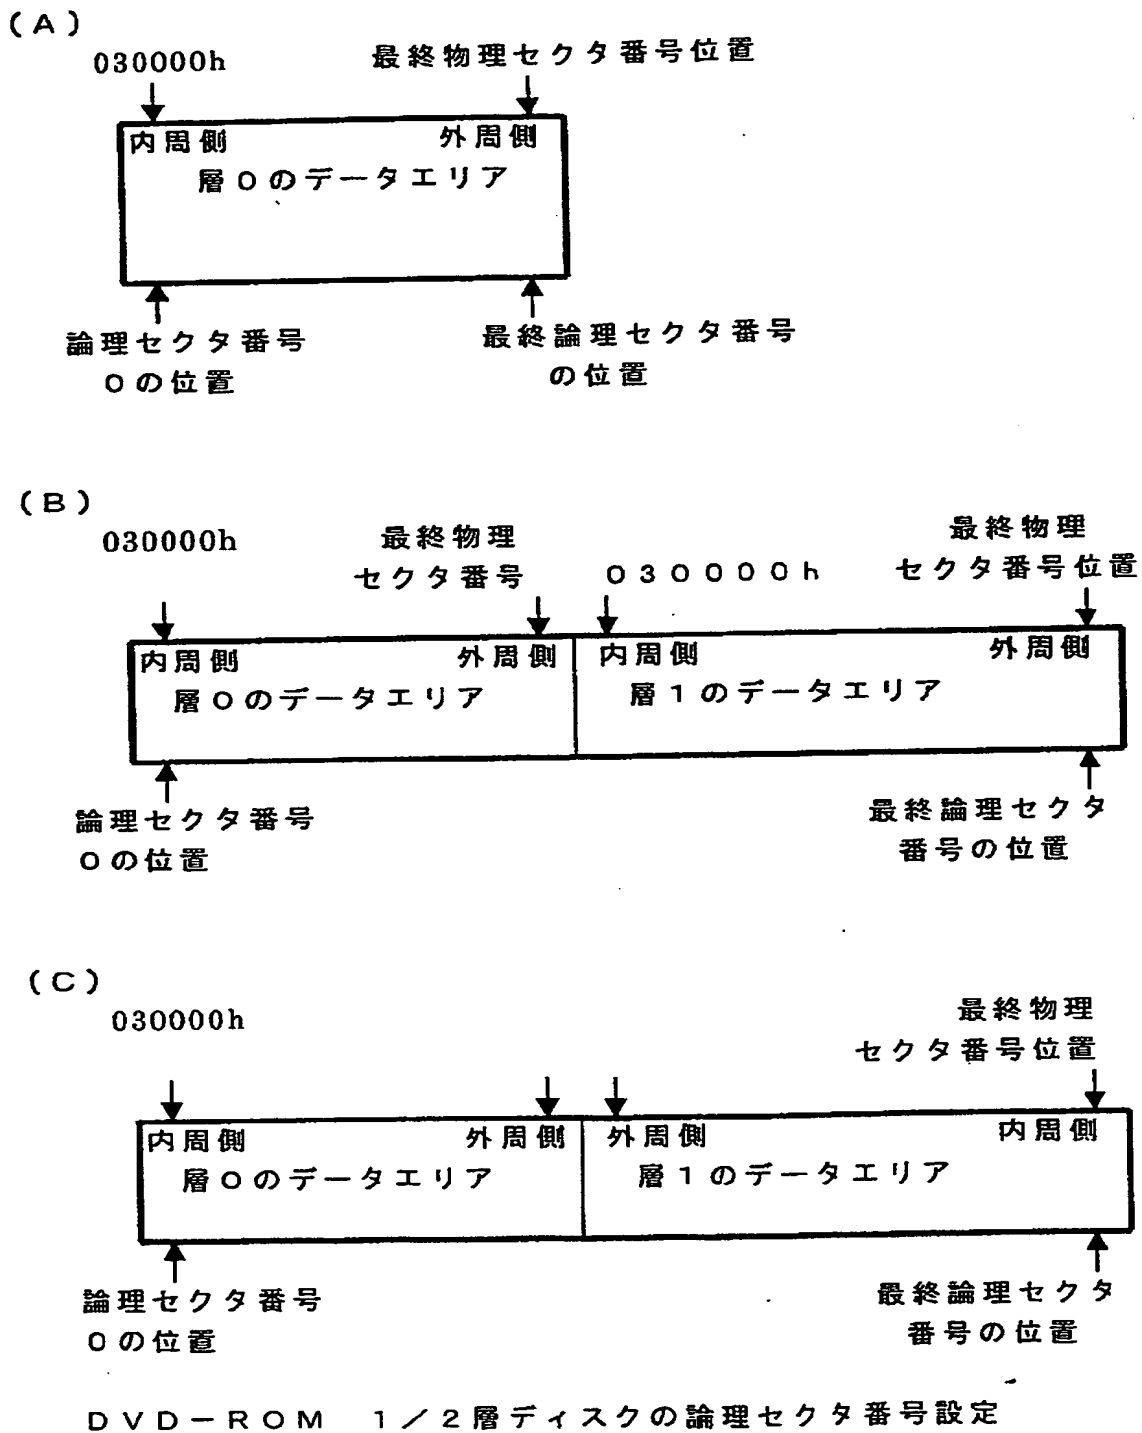 (A)
030000h
最終物理セクタ番号位置
内周側
外周側
層0のデータエリア
論理セクタ番号
0の位置
最終論理セクタ番号
の位置
(B)
030000h
最終物理
セクタ番号
030000h
最終物理
セクタ番号位置
内周側
外周側
内周側
外周側
層0のデータエリア
層1のデータエリア
論理セクタ番号
0の位置
最終論理セクタ
番号の位置
(C)
030000h
最終物理
セクタ番号位置
内周側
外周側
外周側
内周側
層0のデータエリア
層1のデータエリア
論理セクタ番号
0の位置
最終論理セクタ
番号の位置
DVD-ROM 1/2層ディスクの論理セクタ番号設定